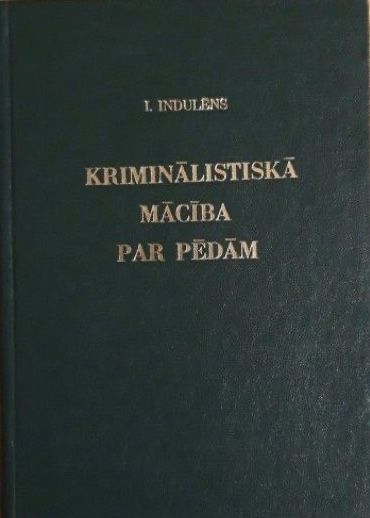 I. INDULĒNS
KRIMINĀLISTISKĀ
MĀCĪBA
PAR PĒDĀM